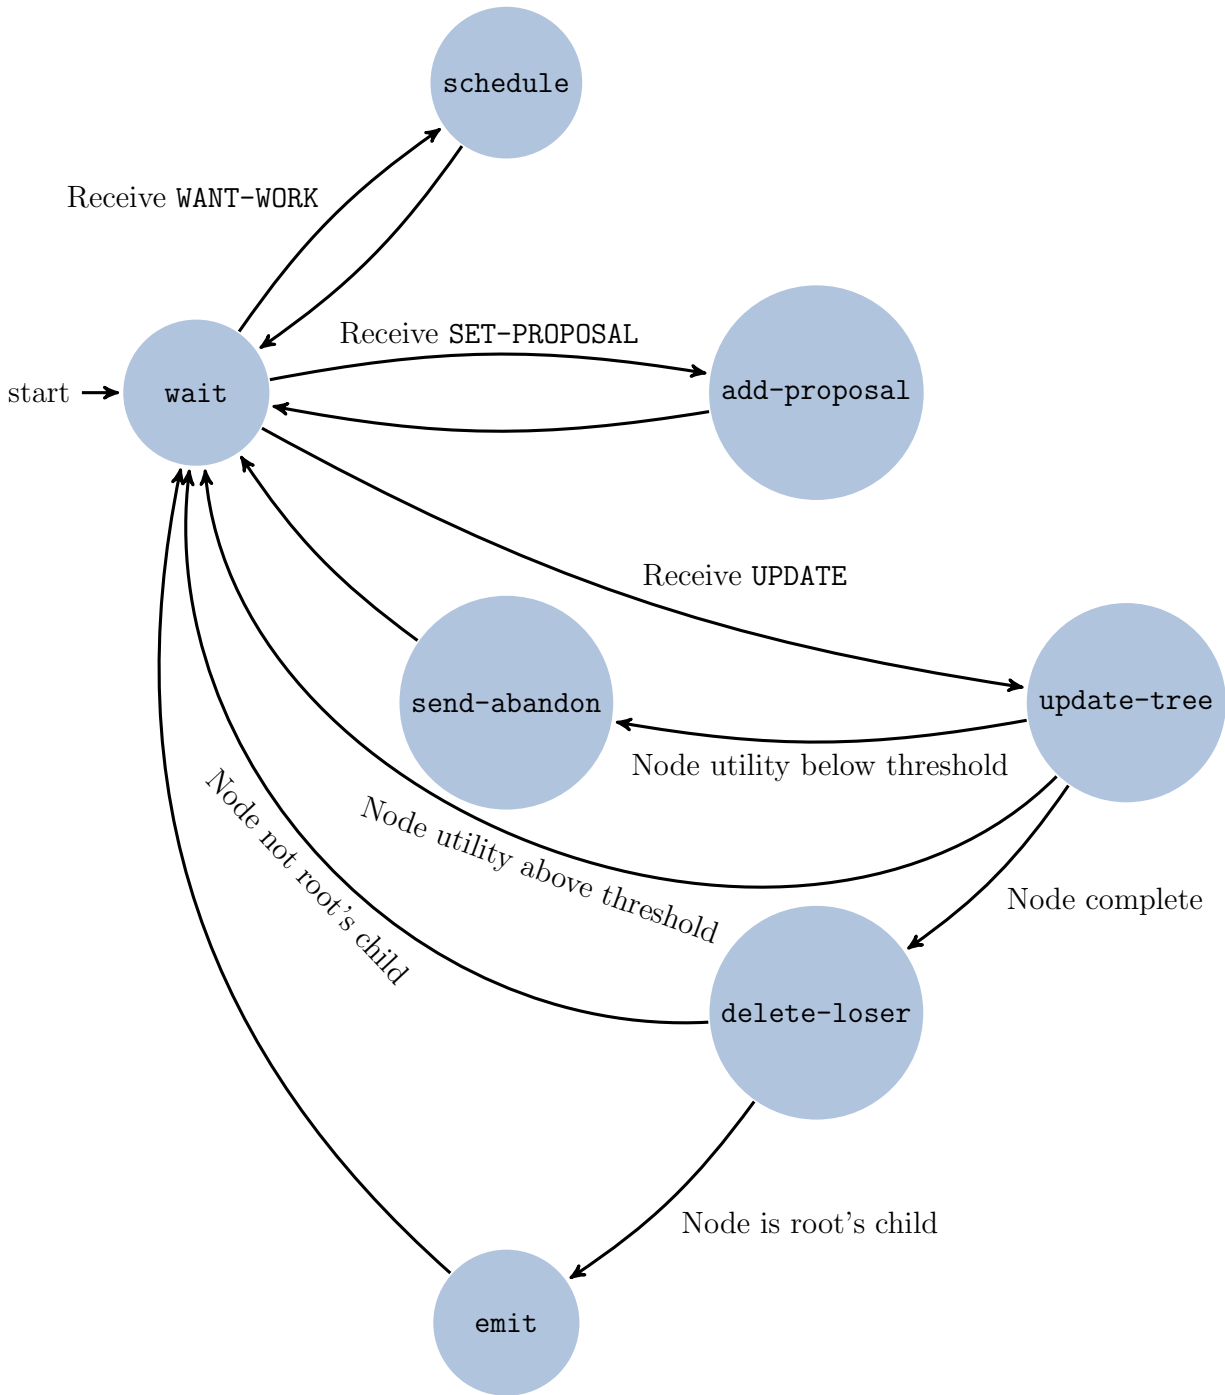 schedule
Receive WANT-WORK
Receive SET-PROPOSAL
start
wait
add-proposal
Receive UPDATE
send-abandon
update-tree
Node utility below threshold
Node not root's child
Node utility above threshold
Node complete
delete-loser
Node is root's child
emit